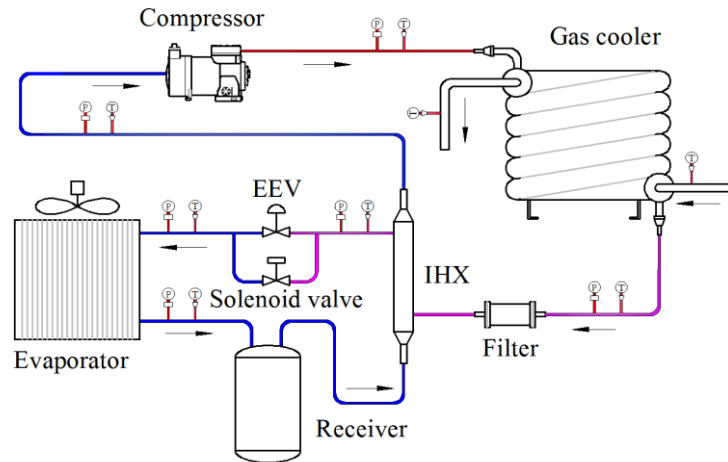 Compressor
P T
Gas cooler
P T
T
T
EEV
P T
P T
Solenoid valve
IHX
P T
P T
Evaporator
Filter
Receiver